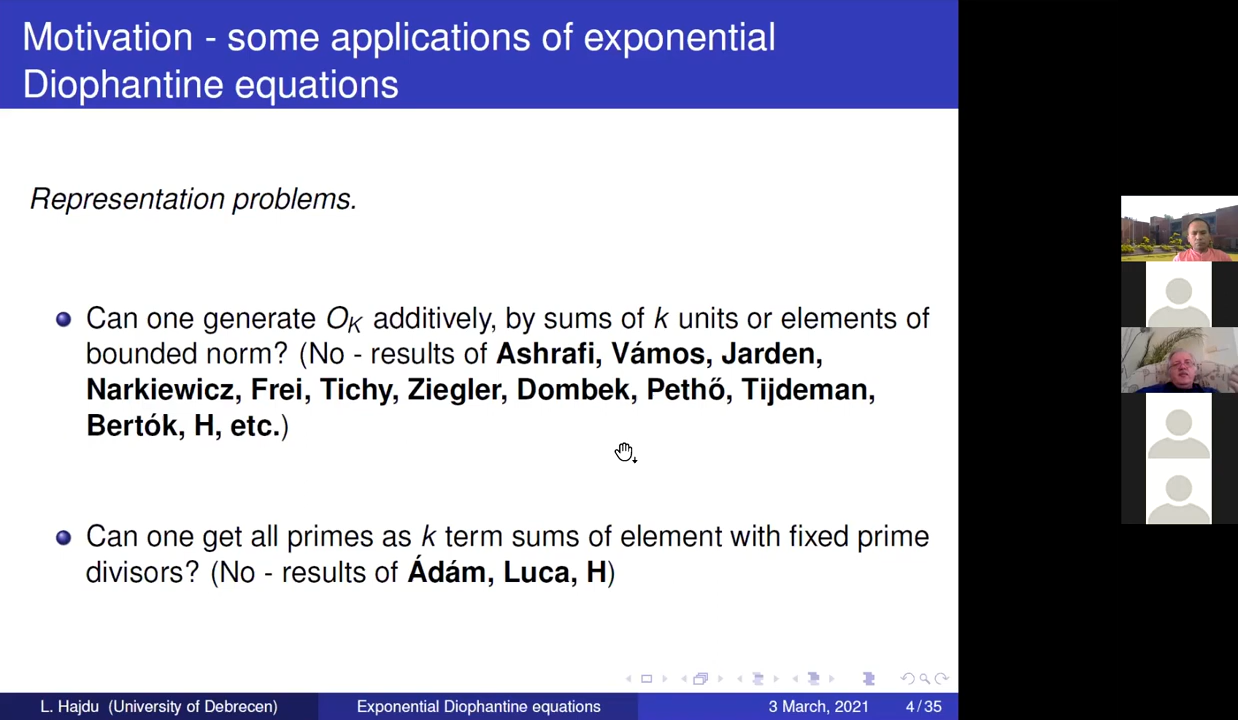 Motivation - some applications of exponential
Diophantine equations
Representation problems.
Can one generate O_K additively, by sums of k units or elements of
bounded norm? (No - results of Ashrafi, Vámos, Jarden,
Narkiewicz, Frei, Tichy, Ziegler, Dombek, Pethő, Tijdeman,
Bertók, H, etc.)
Can one get all primes as k term sums of element with fixed prime
divisors? (No - results of Ádám, Luca, H)
L. Hajdu (University of Debrecen) Exponential Diophantine equations 3 March, 2021 4/35